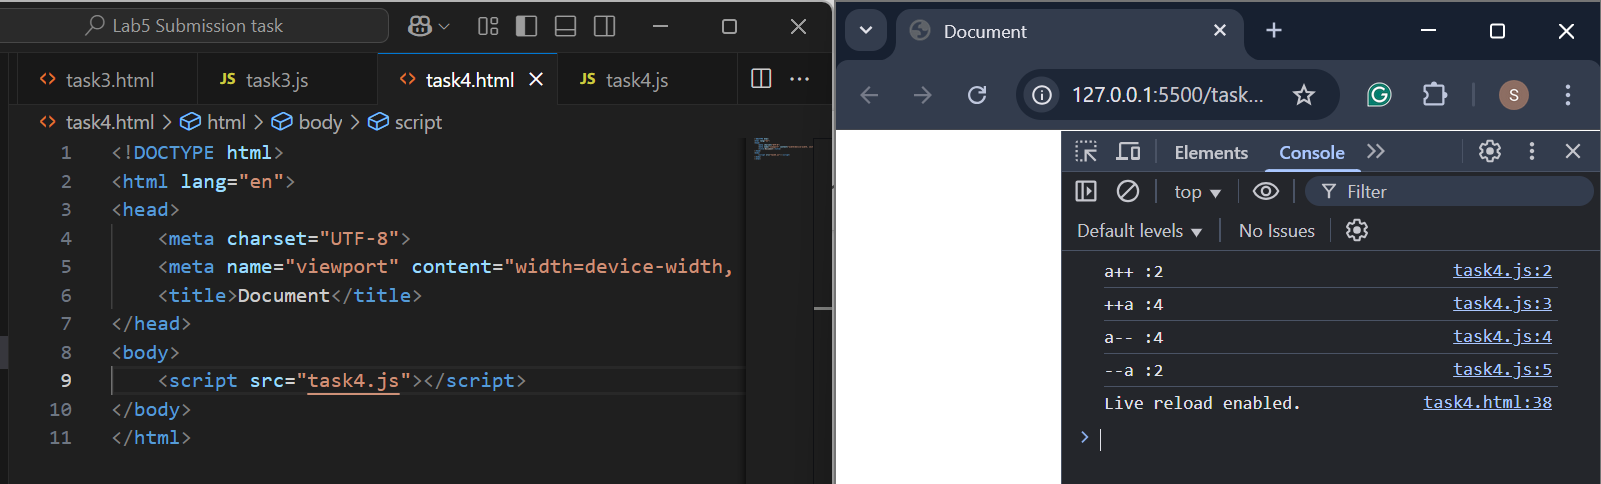 Lab5 Submission task
task3.html
JS task3.js
task4.html
JS task4.js
task4.html > html > body > script
1 <!DOCTYPE html>
2 <html lang="en">
3 <head>
4 <meta charset="UTF-8">
5 <meta name="viewport" content="width=device-width,
6 <title>Document</title>
7 </head>
8 <body>
9 <script src="task4.js"></script>
10 </body>
11 </html>
Document
127.0.0.1:5500/task...
S
Elements Console
top Filter
Default levels No Issues
a++ :2 task4.js:2
++a :4 task4.js:3
a-- :4 task4.js:4
--a :2 task4.js:5
Live reload enabled. task4.html:38